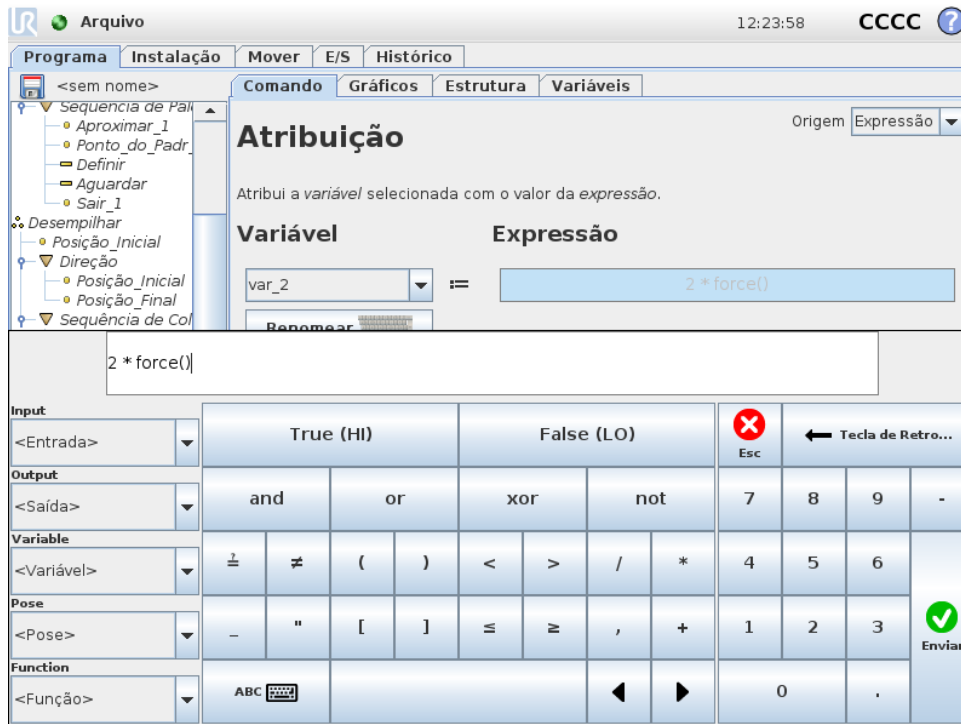 UR Arquivo 12:23:58 CCCC ?
Programa Instalação Mover E/S Histórico
<sem nome> Comando Gráficos Estrutura Variáveis
Aproximar_1
Definir
Aguardar
Sair_1
Desempilhar
Posição_Inicial
Direção
Posição_Inicial
Posição_Final
Atribuição
Origem Expressão
Atribui a variável selecionada com o valor da expressão.
Variável Expressão
var_2 := 2 * force()
Renomear
2 * force()
Input
<Entrada> True (HI) False (LO) Esc Tecla de Retro...
Output
<Saída> and or xor not 7 8 9 -
Variable
<Variável> ≟ ≠ ( ) < > / * 4 5 6
Pose
<Pose> _ " [ ] ≤ ≥ , + 1 2 3 Enviar
Function
<Função> ABC 0 .